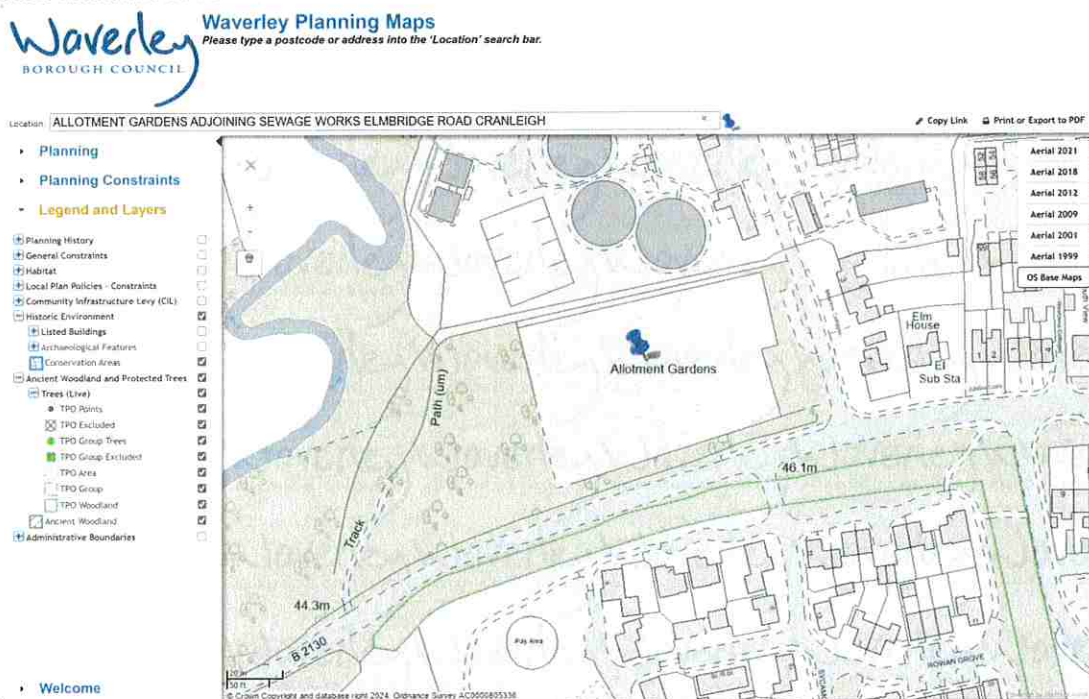 Waverley
BOROUGH COUNCIL
Waverley Planning Maps
Please type a postcode or address into the 'Location' search bar.
Location ALLOTMENT GARDENS ADJOINING SEWAGE WORKS ELMBRIDGE ROAD CRANLEIGH
Copy Link
Print or Export to PDF
Planning
Planning Constraints
Legend and Layers
Planning History
General Constraints
Habitat
Local Plan Policies - Constraints
Community Infrastructure Levy (CIL)
Historic Environment
Listed Buildings
Archaeological Features
Conservation Areas
Ancient Woodland and Protected Trees
Trees (Live)
TPO Points
TPO Excluded
TPO Group Trees
TPO Group Excluded
TPO Area
TPO Group
TPO Woodland
Ancient Woodland
Administrative Boundaries
Welcome
Aerial 2021
Aerial 2018
Aerial 2012
Aerial 2009
Aerial 2001
Aerial 1999
OS Base Maps
Elm
House
El
Sub Sta
Allotment Gardens
Path (um)
Track
46.1m
44.3m
B 2130
Play Area
ROWAN GROVE
20 m
50 ft
© Crown Copyright and database right 2024. Ordnance Survey AC0000805336